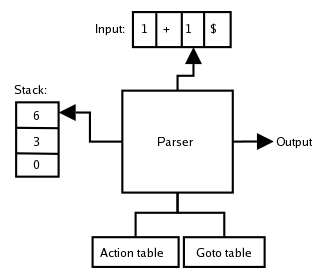 Input: 1 + 1 $
Stack:
6
3
0
Parser
Output
Action table
Goto table